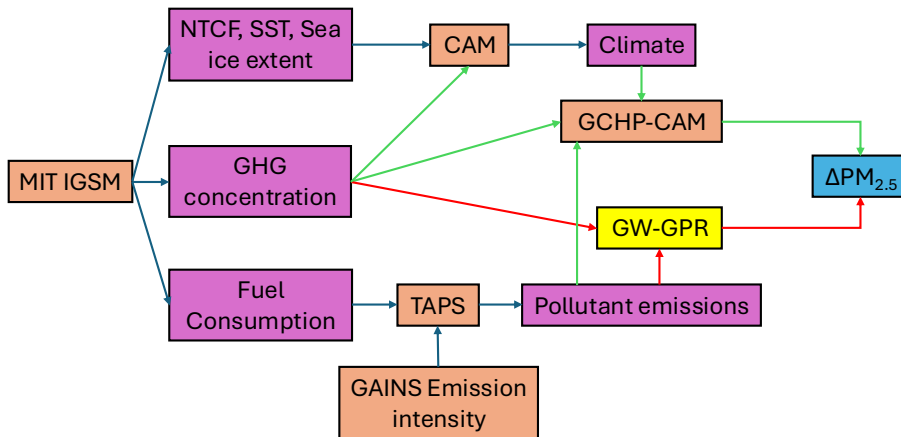 NTCF, SST, Sea
ice extent
CAM
Climate
GCHP-CAM
MIT IGSM
GHG
concentration
ΔPM2.5
GW-GPR
Fuel
Consumption
TAPS
Pollutant emissions
GAINS Emission
intensity